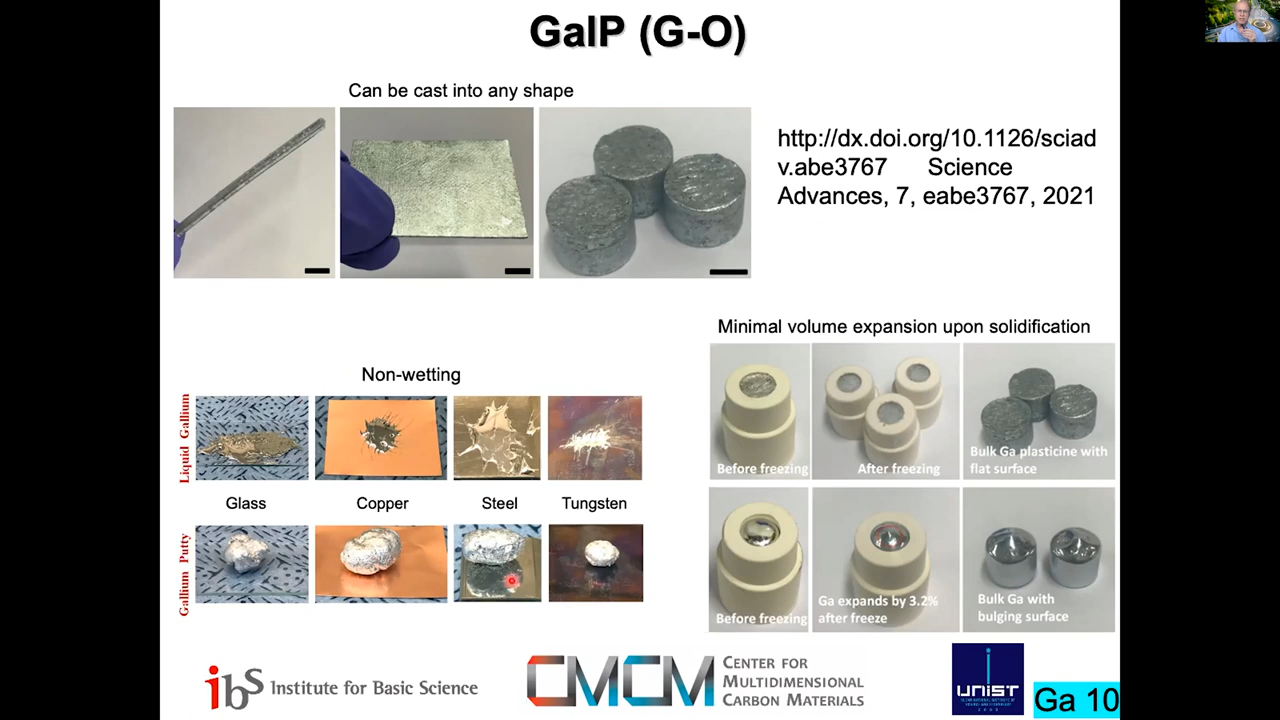 GalP (G-O)
Can be cast into any shape
http://dx.doi.org/10.1126/sciad
v.abe3767 Science
Advances, 7, eabe3767, 2021
Minimal volume expansion upon solidification
Before freezing
After freezing
Bulk Ga plasticine with
flat surface
Before freezing
Ga expands by 3.2%
after freeze
Bulk Ga with
bulging surface
Non-wetting
Liquid Gallium
Glass
Copper
Steel
Tungsten
Gallium Putty
ibS Institute for Basic Science
CMCM
CENTER FOR
MULTIDIMENSIONAL
CARBON MATERIALS
UNIST
Ga 10